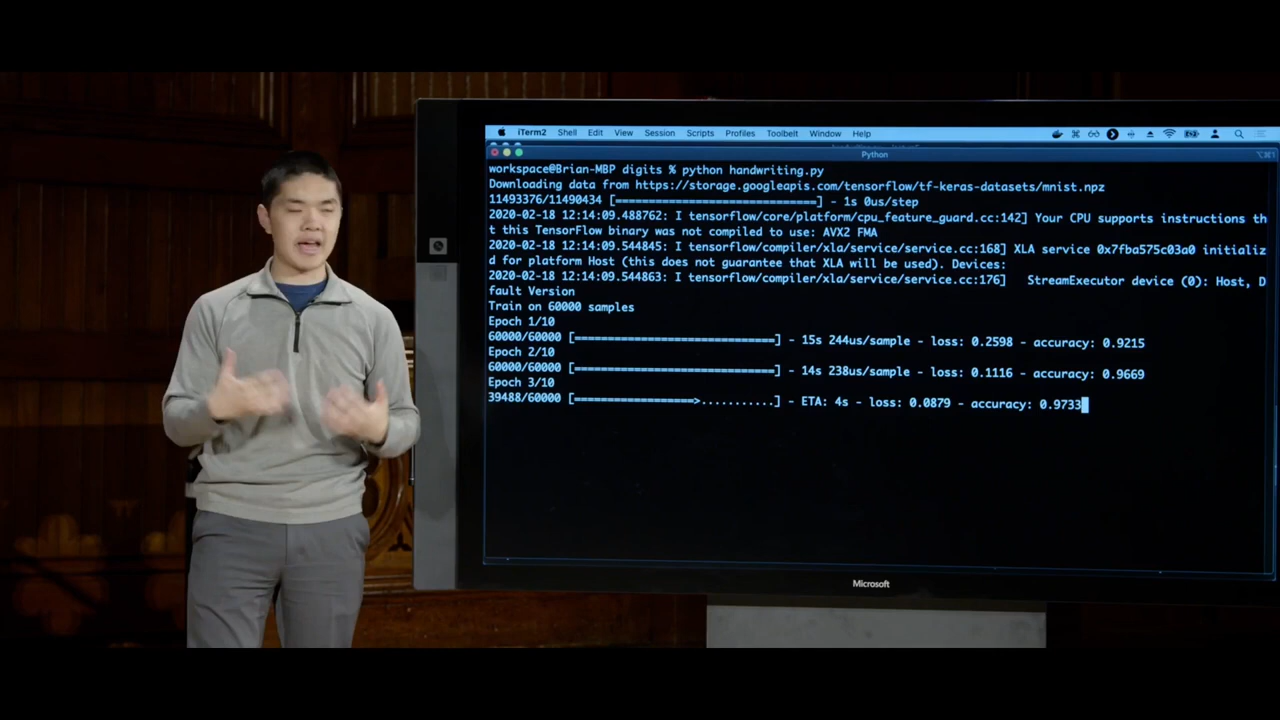 iTerm2 Shell Edit View Session Scripts Profiles Toolbelt Window Help
Python
workspace@Brian-MBP digits % python handwriting.py
Downloading data from https://storage.googleapis.com/tensorflow/tf-keras-datasets/mnist.npz
11493376/11490434 [==============================] - 1s 0us/step
2020-02-18 12:14:09.488762: I tensorflow/core/platform/cpu_feature_guard.cc:142] Your CPU supports instructions th
t this TensorFlow binary was not compiled to use: AVX2 FMA
2020-02-18 12:14:09.544845: I tensorflow/compiler/xla/service/service.cc:168] XLA service 0x7fba575c03a0 initializ
d for platform Host (this does not guarantee that XLA will be used). Devices:
2020-02-18 12:14:09.544863: I tensorflow/compiler/xla/service/service.cc:176] StreamExecutor device (0): Host, D
fault Version
Train on 60000 samples
Epoch 1/10
60000/60000 [==============================] - 15s 244us/sample - loss: 0.2598 - accuracy: 0.9215
Epoch 2/10
60000/60000 [==============================] - 14s 238us/sample - loss: 0.1116 - accuracy: 0.9669
Epoch 3/10
39488/60000 [==================>...........] - ETA: 4s - loss: 0.0879 - accuracy: 0.9733
Microsoft